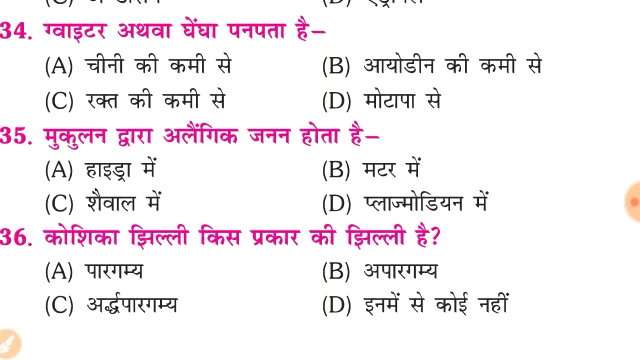 34. ग्वाइटर अथवा घेंघा पनपता है–
(A) चीनी की कमी से (B) आयोडीन की कमी से
(C) रक्त की कमी से (D) मोटापा से
35. मुकुलन द्वारा अलैंगिक जनन होता है–
(A) हाइड्रा में (B) मटर में
(C) शैवाल में (D) प्लाज्मोडियन में
36. कोशिका झिल्ली किस प्रकार की झिल्ली है?
(A) पारगम्य (B) अपारगम्य
(C) अर्द्धपारगम्य (D) इनमें से कोई नहीं